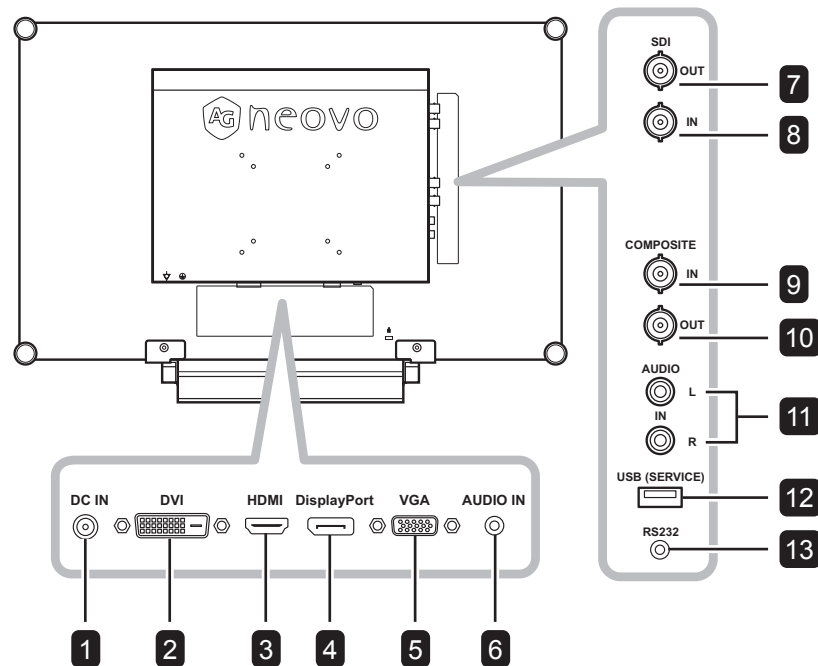 AG neovo
SDI
OUT
7
IN
8
COMPOSITE
IN
9
OUT
10
AUDIO
L
IN
11
R
USB (SERVICE)
12
RS232
13
DC IN
DVI
HDMI
DisplayPort
VGA
AUDIO IN
1
2
3
4
5
6